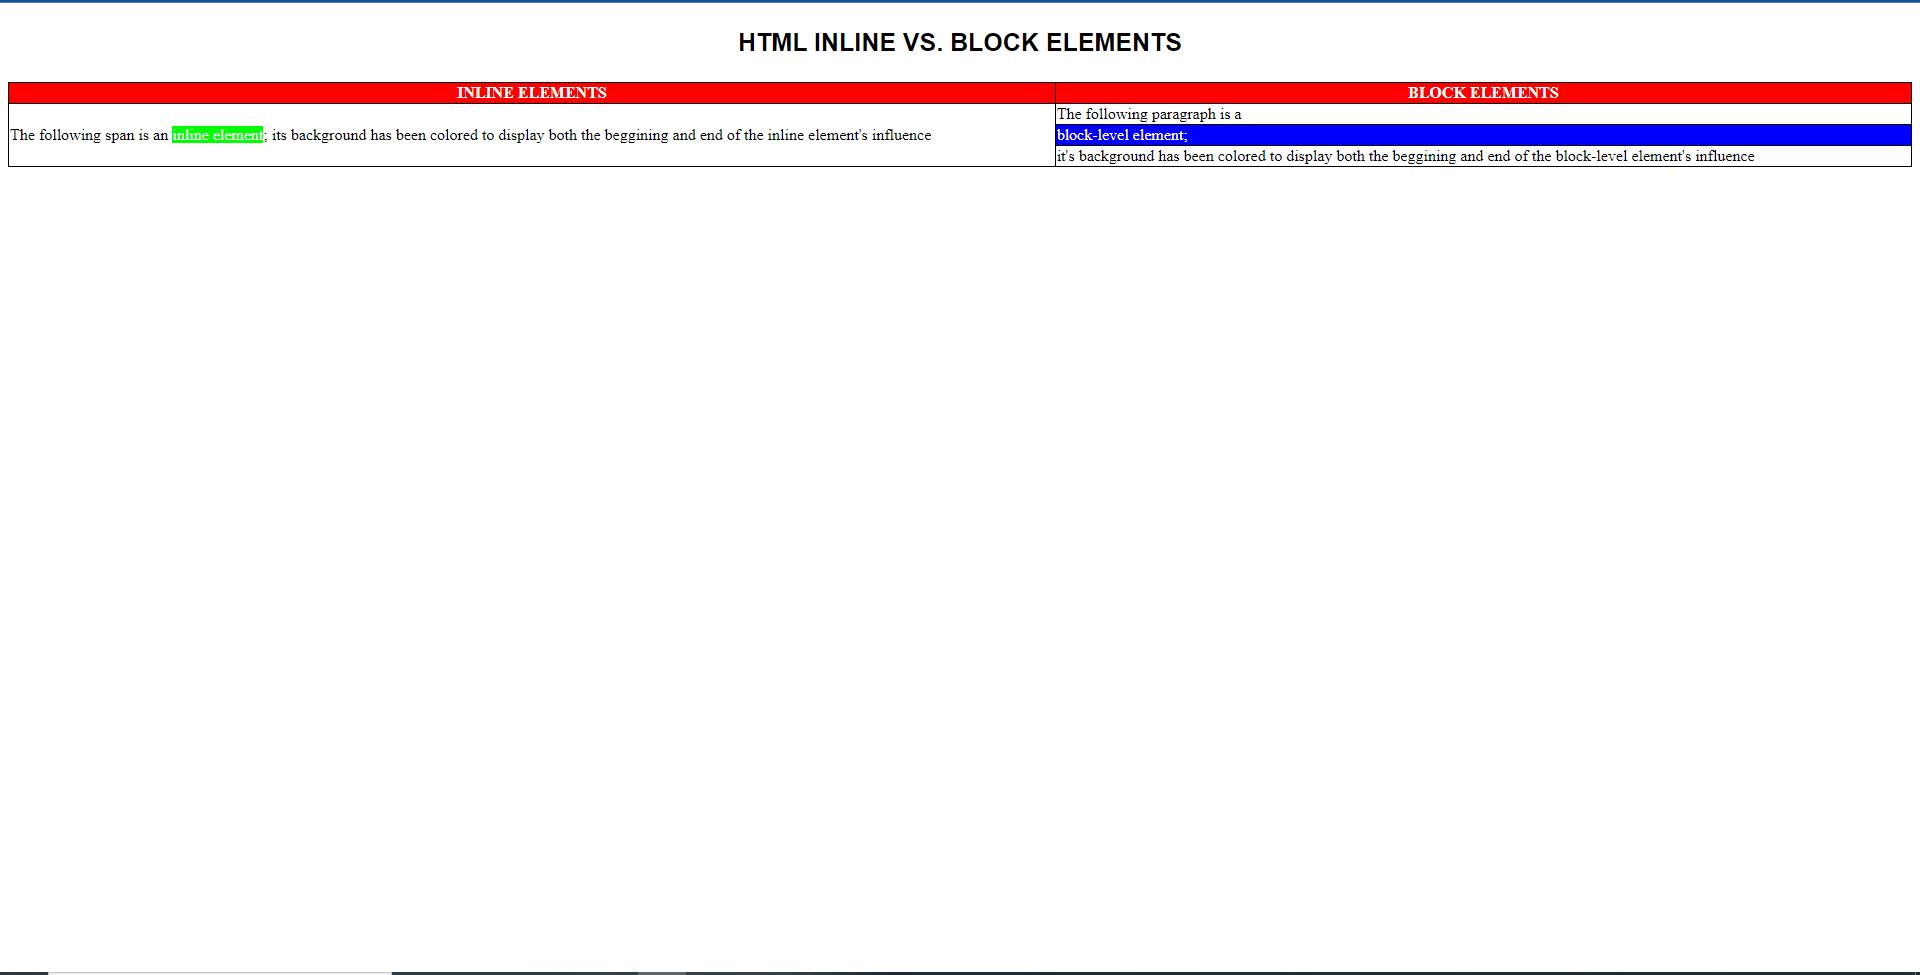 HTML INLINE VS. BLOCK ELEMENTS
INLINE ELEMENTS
BLOCK ELEMENTS
The following span is an inline element; its background has been colored to display both the beggining and end of the inline element's influence
The following paragraph is a
block-level element;
it's background has been colored to display both the beggining and end of the block-level element's influence